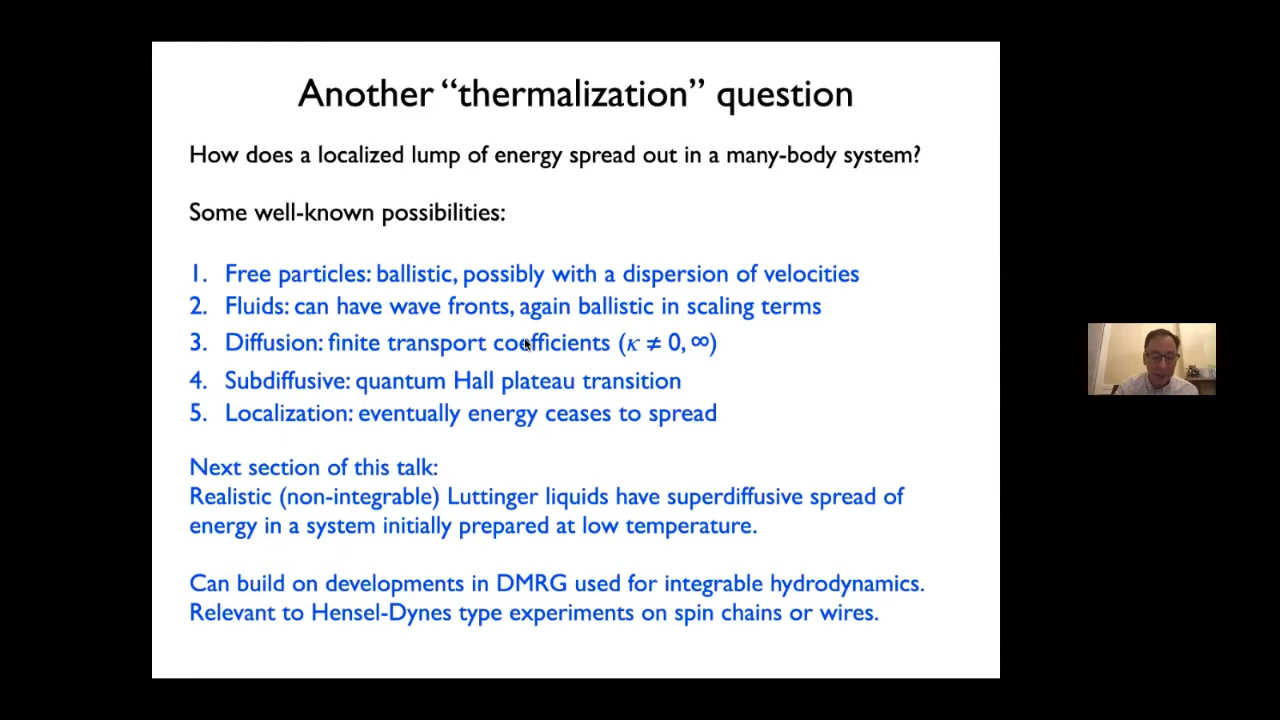 Another “thermalization” question
How does a localized lump of energy spread out in a many-body system?
Some well-known possibilities:
1. Free particles: ballistic, possibly with a dispersion of velocities
2. Fluids: can have wave fronts, again ballistic in scaling terms
3. Diffusion: finite transport coefficients (κ ≠ 0, ∞)
4. Subdiffusive: quantum Hall plateau transition
5. Localization: eventually energy ceases to spread
Next section of this talk:
Realistic (non-integrable) Luttinger liquids have superdiffusive spread of
energy in a system initially prepared at low temperature.
Can build on developments in DMRG used for integrable hydrodynamics.
Relevant to Hensel-Dynes type experiments on spin chains or wires.